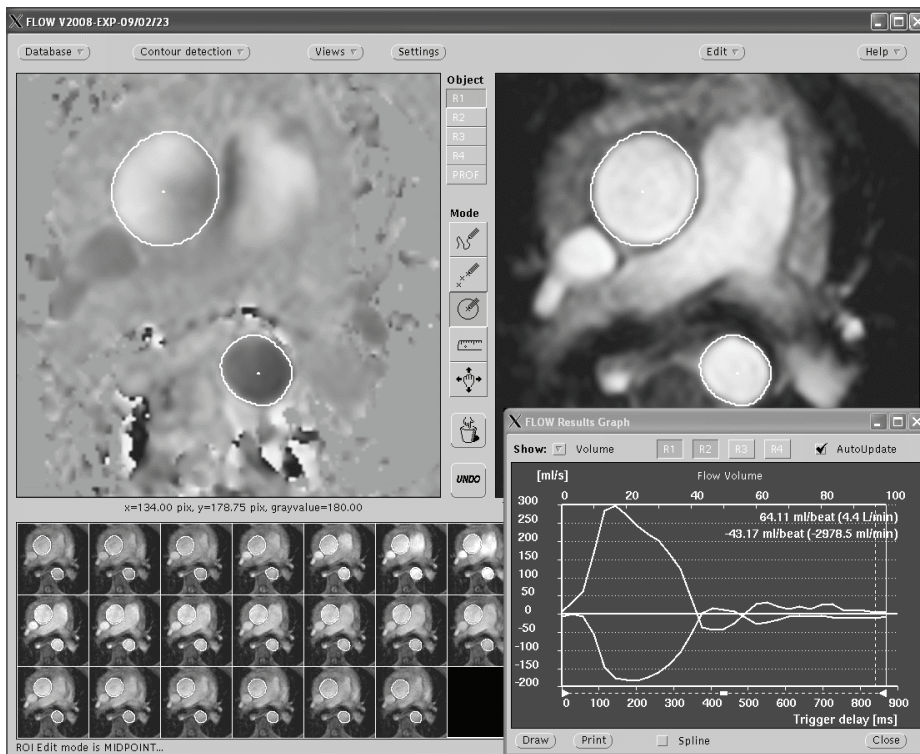 FLOW V2008-EXP-09/02/23
Database Contour detection Views Settings Edit Help
Object
R1
R2
R3
R4
PROF
Mode
UNDO
x=134.00 pix, y=178.75 pix, grayvalue=180.00
ROI Edit mode is MIDPOINT...
FLOW Results Graph
Show: Volume R1 R2 R3 R4 AutoUpdate
[ml/s] Flow Volume
0 20 40 60 80 100
64.11 ml/beat (4.4 L/min)
-43.17 ml/beat (-2978.5 ml/min)
300
250
200
150
100
50
0
-50
-100
-150
-200
0 100 200 300 400 500 600 700 800 900
Trigger delay [ms]
Draw Print Spline Close